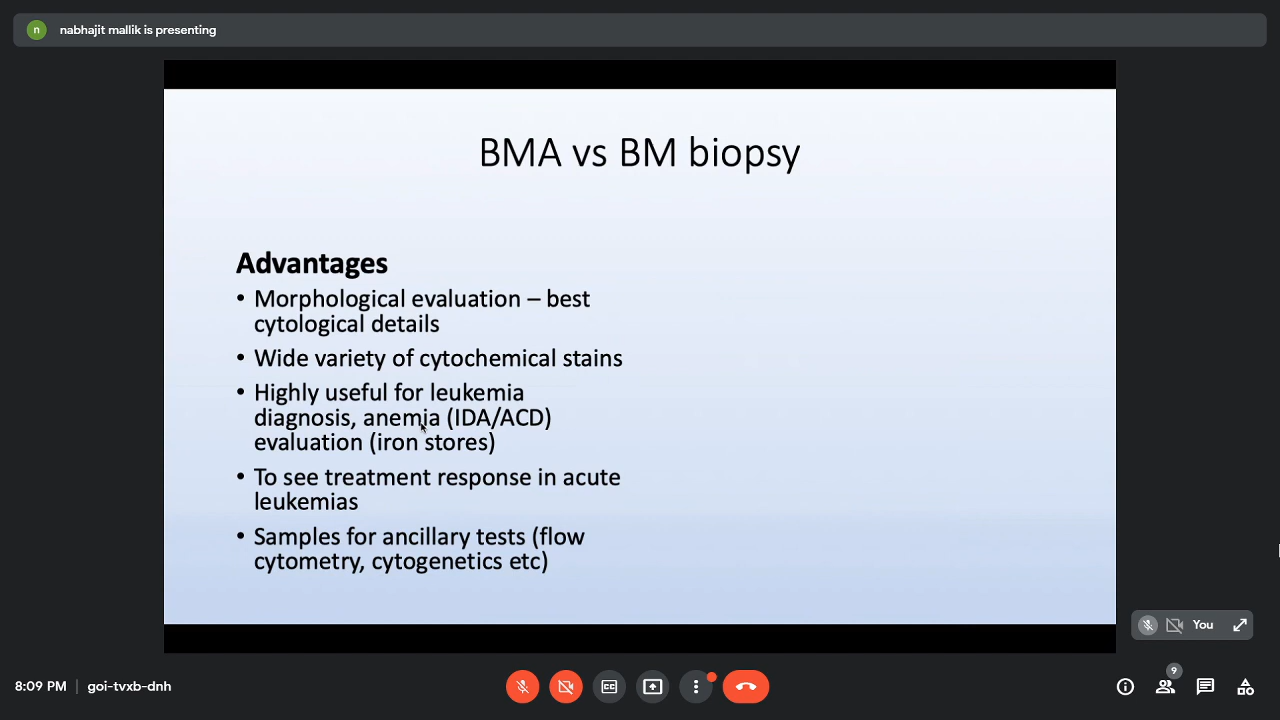 n nabhajit mallik is presenting
BMA vs BM biopsy
Advantages
• Morphological evaluation – best
cytological details
• Wide variety of cytochemical stains
• Highly useful for leukemia
diagnosis, anemia (IDA/ACD)
evaluation (iron stores)
• To see treatment response in acute
leukemias
• Samples for ancillary tests (flow
cytometry, cytogenetics etc)
You
8:09 PM | goi-tvxb-dnh
CC
9